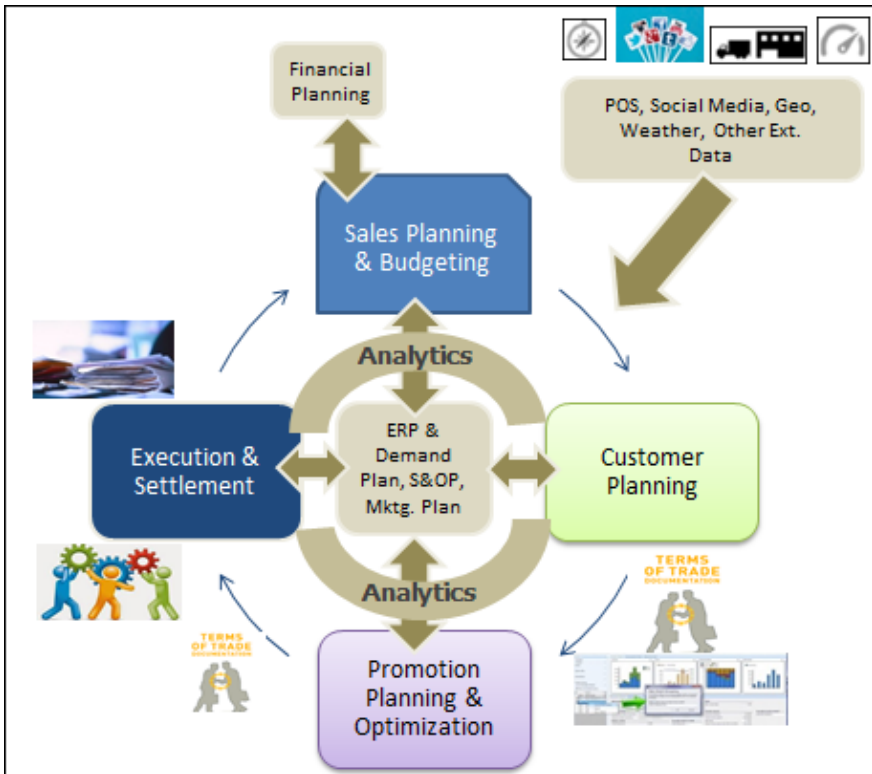 Financial
Planning
POS, Social Media, Geo,
Weather, Other Ext.
Data
Sales Planning
& Budgeting
Analytics
Execution &
Settlement
ERP &
Demand
Plan, S&OP,
Mktg. Plan
Customer
Planning
Analytics
TERMS
OF TRADE
DOCUMENTATION
TERMS
OF TRADE
DOCUMENTATION
Promotion
Planning &
Optimization